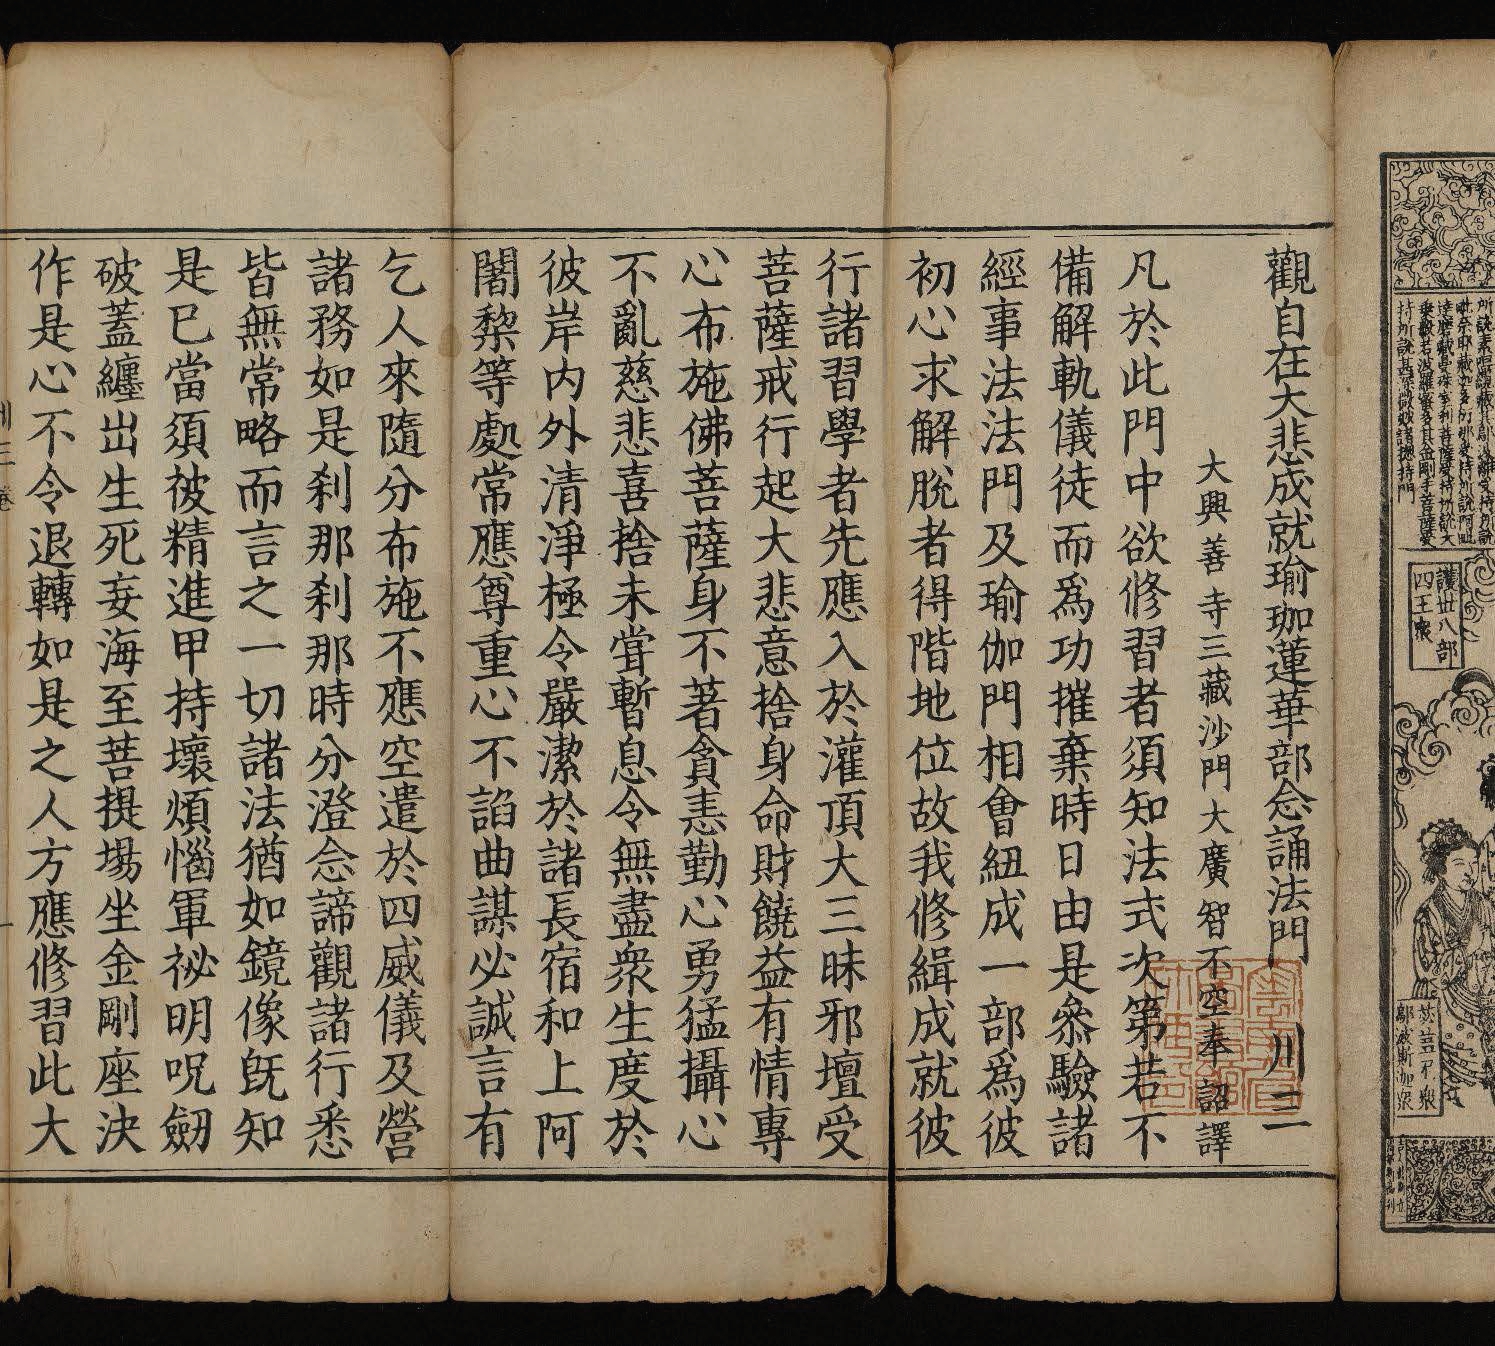 觀自在大悲成就瑜珈蓮華部念誦法門　川三
大興善寺三藏沙門大廣智不空奉　詔譯
凡於此門中欲修習者須知法式次第若不
備解軌儀徒而為功摧棄時日由是叅驗諸
經事法法門及瑜伽門相會紐成一部為彼
初心求解脫者得階地位故我修緝成就彼
行諸習學者先應入於灌頂大三昧邪壇受
菩薩戒行起大悲意捨身命財饒益有情專
心布施佛菩薩身不著貪恚勤心勇猛攝心
不亂慈悲喜捨未甞暫息令無盡衆生度於
彼岸內外清淨極令嚴潔於諸長宿和上阿
闍棃等處常應尊重心不諂曲謀必誠言有
乞人來隨分布施不應空遣於四威儀及營
諸務如是刹那刹那時分澄念諦觀諸行悉
皆無常略而言之一切諸法猶如鏡像旣知
是已當須被精進甲持壞煩惱軍祕明呪劒
破蓋纏出生死妄海至菩提場坐金剛座決
作是心不令退轉如是之人方應修習此大
川三　卷
一
護世八部
四王衆
鄔波斯加衆